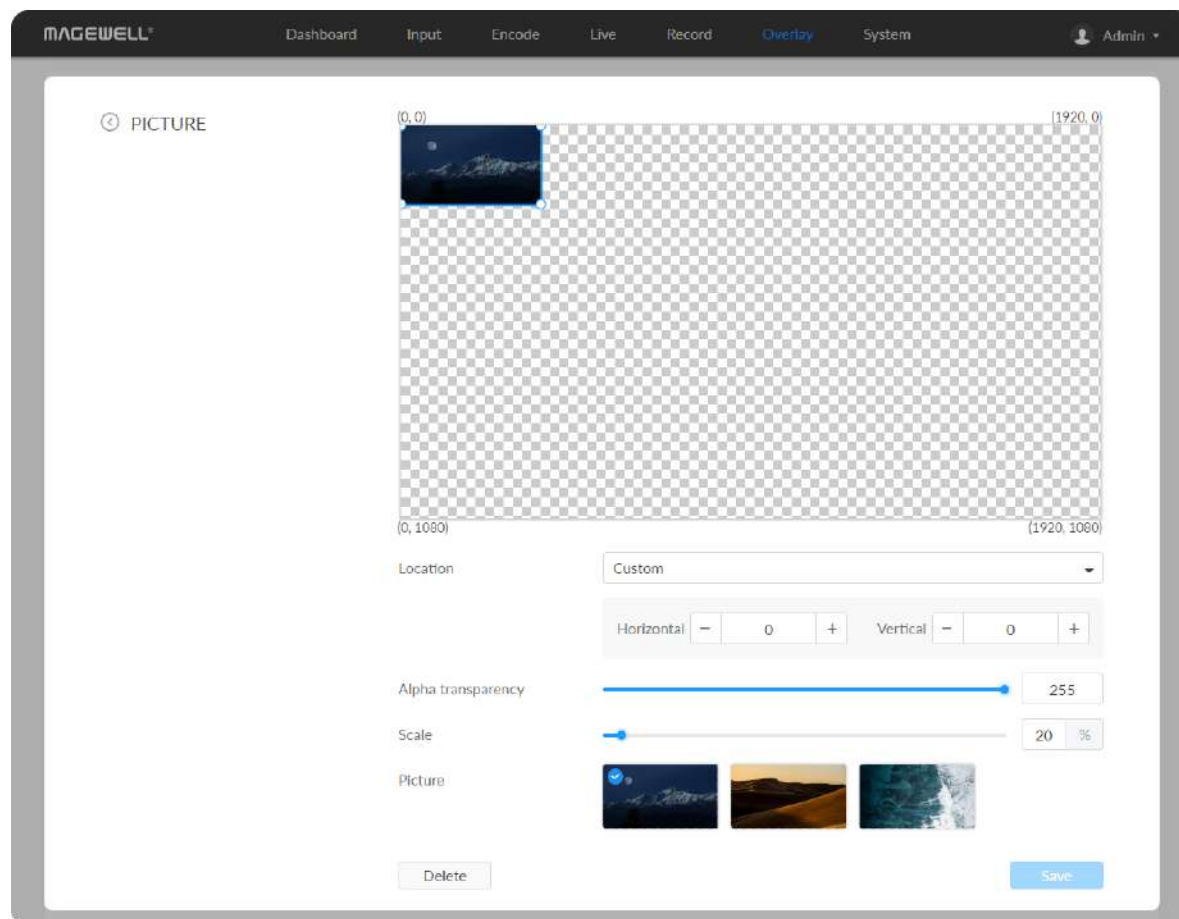 MAGEWELL® Dashboard Input Encode Live Record Overlay System Admin
PICTURE
(0, 0) (1920, 0)
(0, 1080) (1920, 1080)
Location Custom
Horizontal − 0 + Vertical − 0 +
Alpha transparency 255
Scale 20 %
Picture
Delete Save